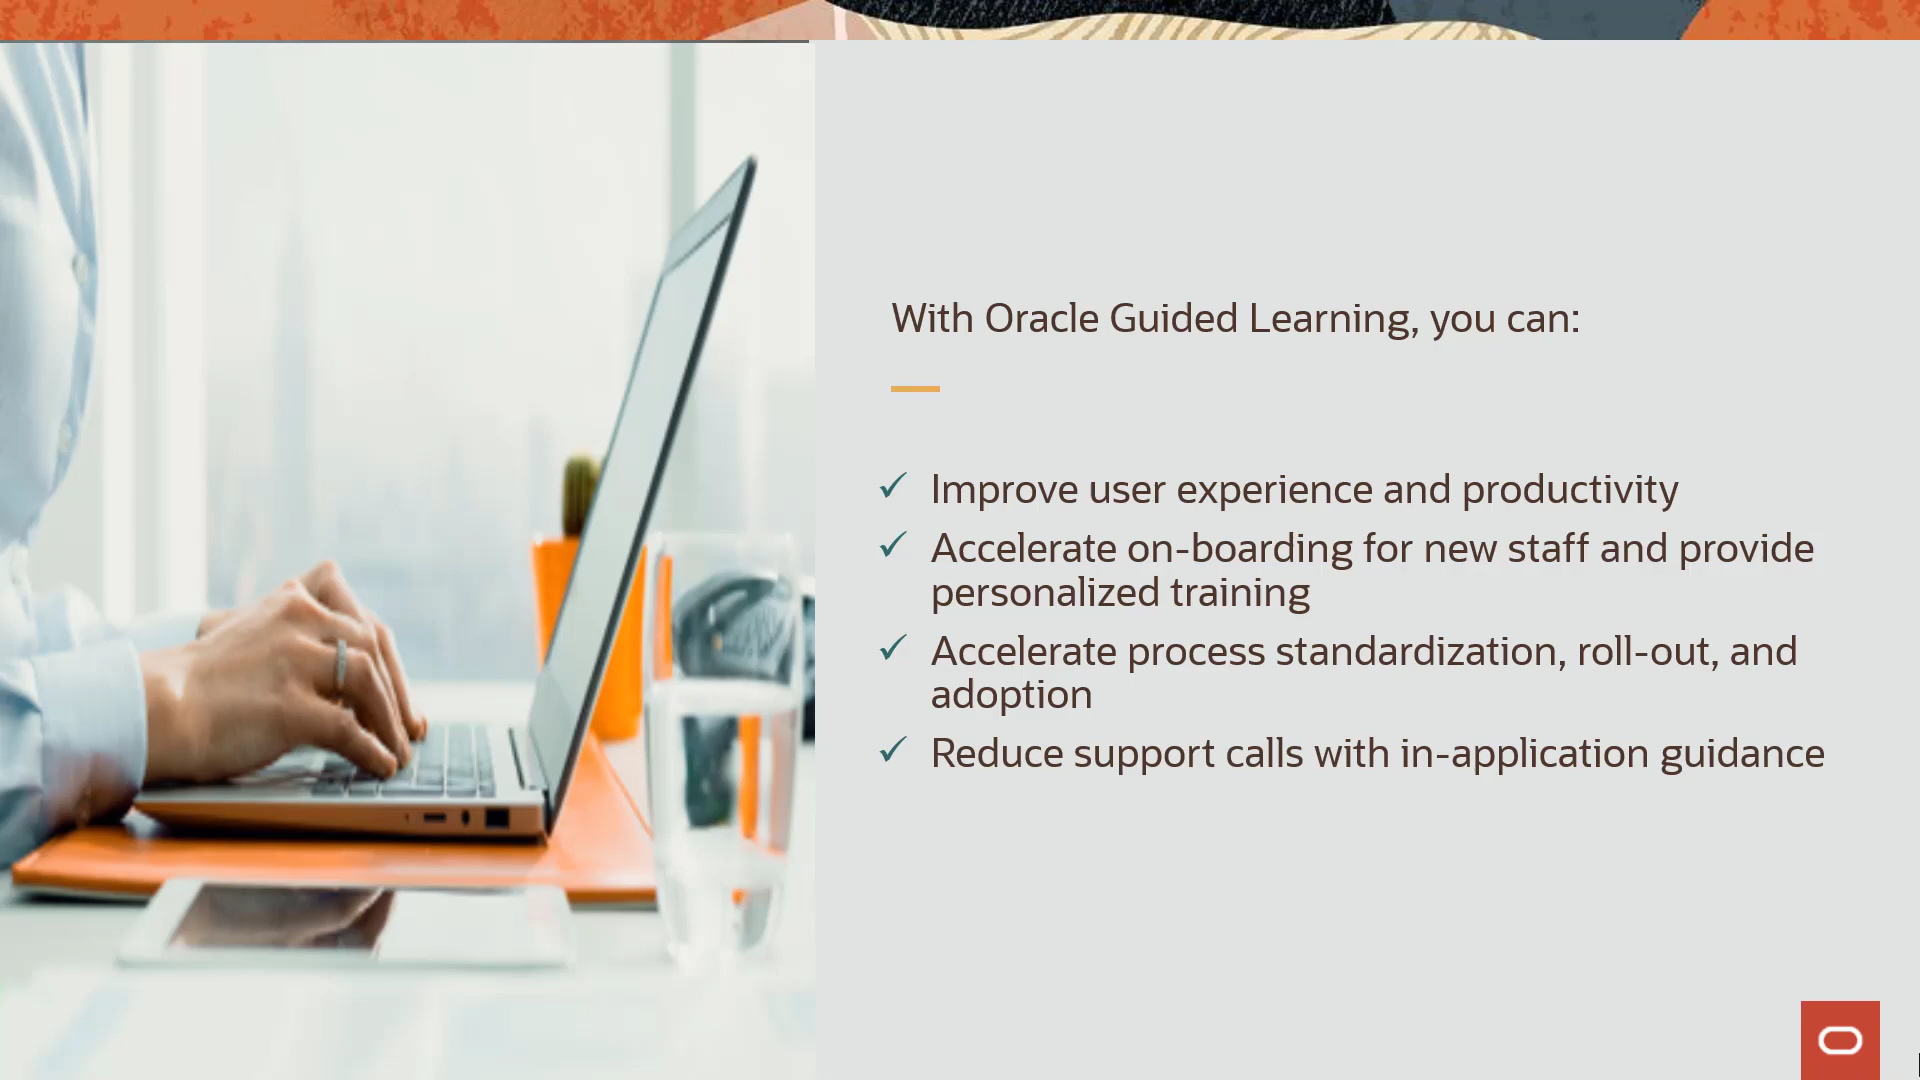 With Oracle Guided Learning, you can:
✓ Improve user experience and productivity
✓ Accelerate on-boarding for new staff and provide
personalized training
✓ Accelerate process standardization, roll-out, and
adoption
✓ Reduce support calls with in-application guidance